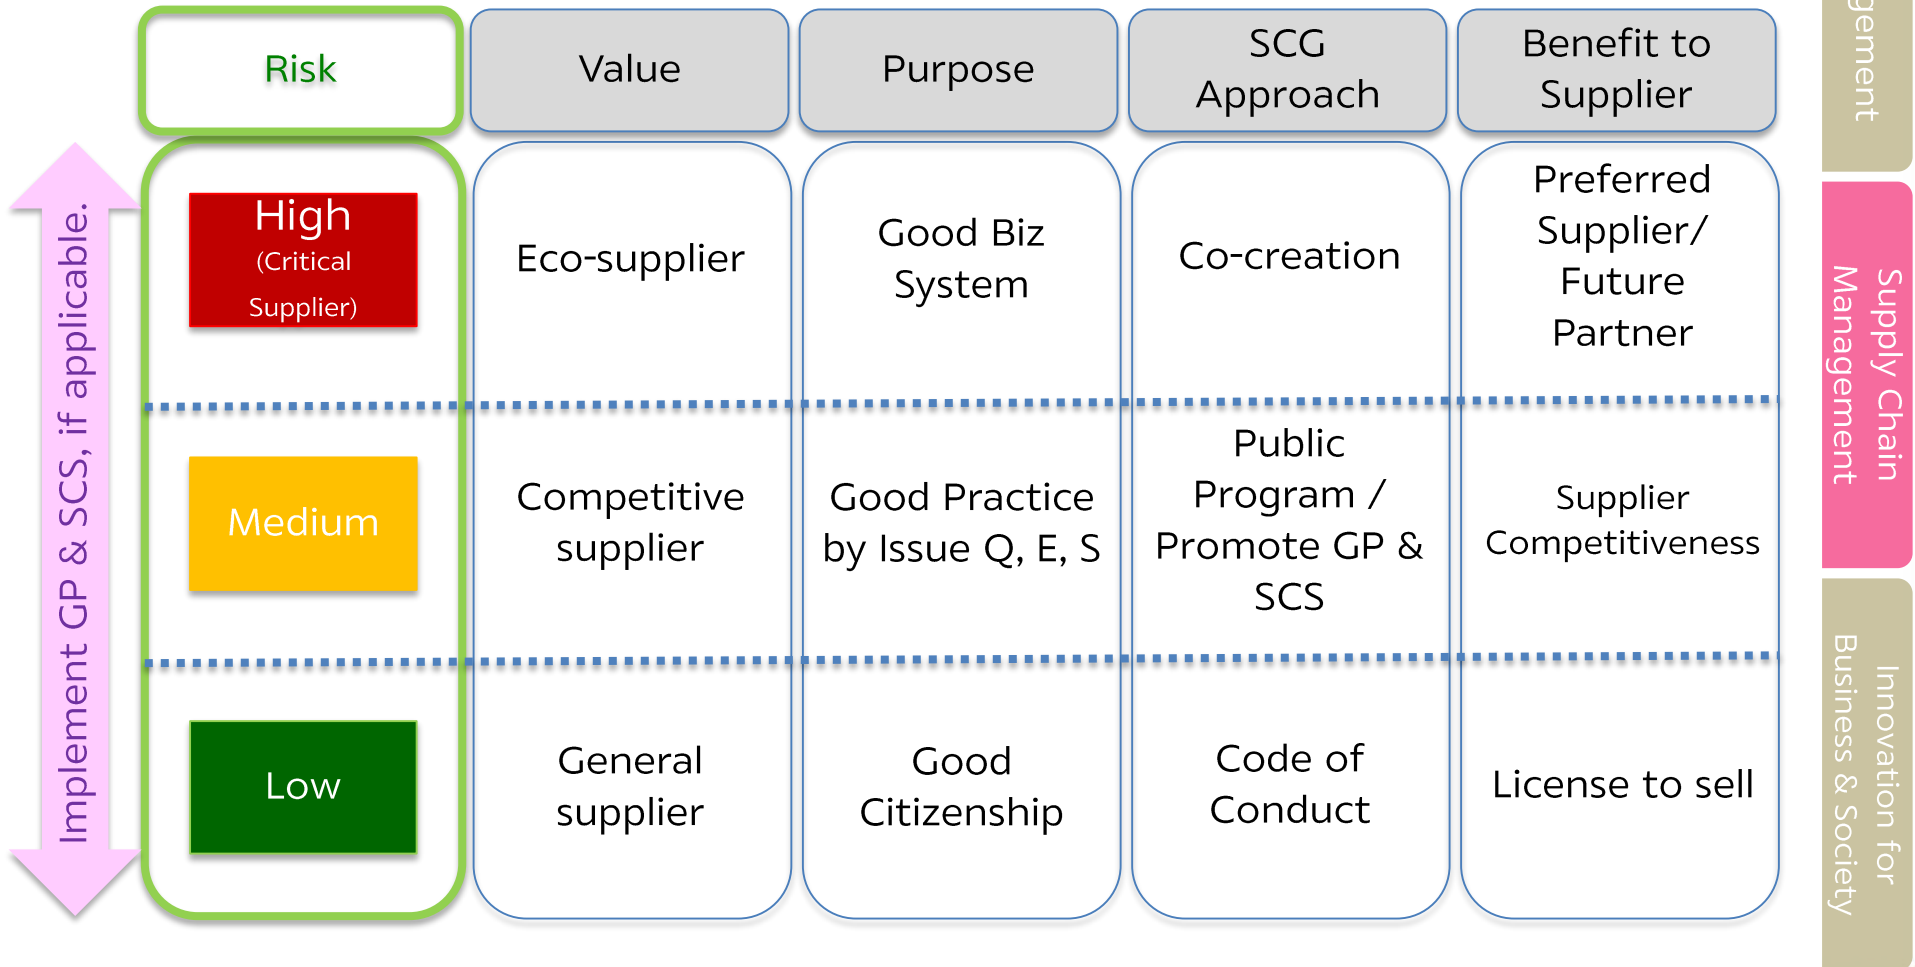 Risk
Value
Purpose
SCG
Approach
Benefit to
Supplier
High
(Critical
Supplier)
Eco-supplier
Good Biz
System
Co-creation
Preferred
Supplier/
Future
Partner
Medium
Competitive
supplier
Good Practice
by Issue Q, E, S
Public
Program /
Promote GP &
SCS
Supplier
Competitiveness
Low
General
supplier
Good
Citizenship
Code of
Conduct
License to sell
Implement GP & SCS, if applicable.
Supply Chain
Management
Innovation for
Business & Society